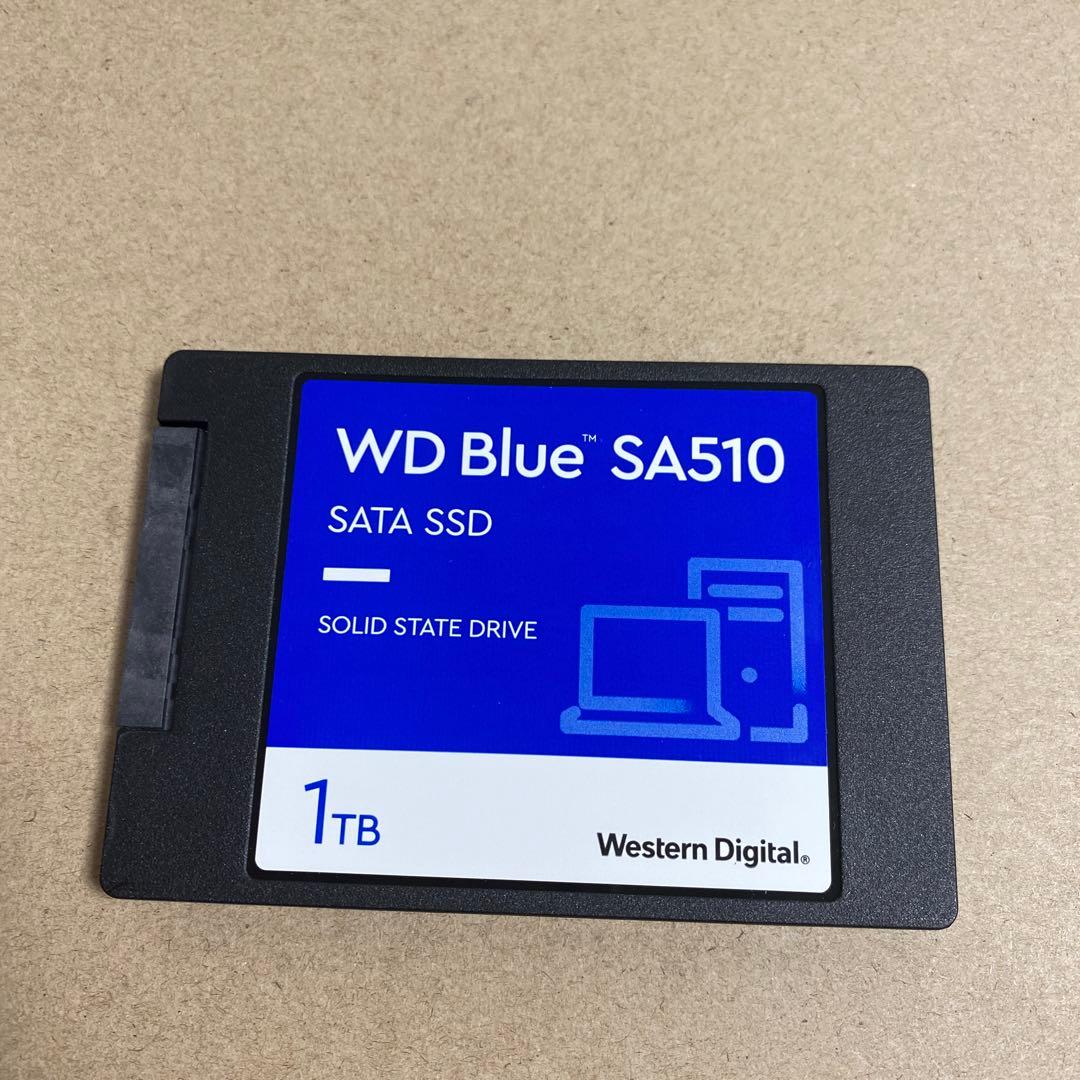 WD Blue™ SA510
SATA SSD
SOLID STATE DRIVE
1TB
Western Digital®